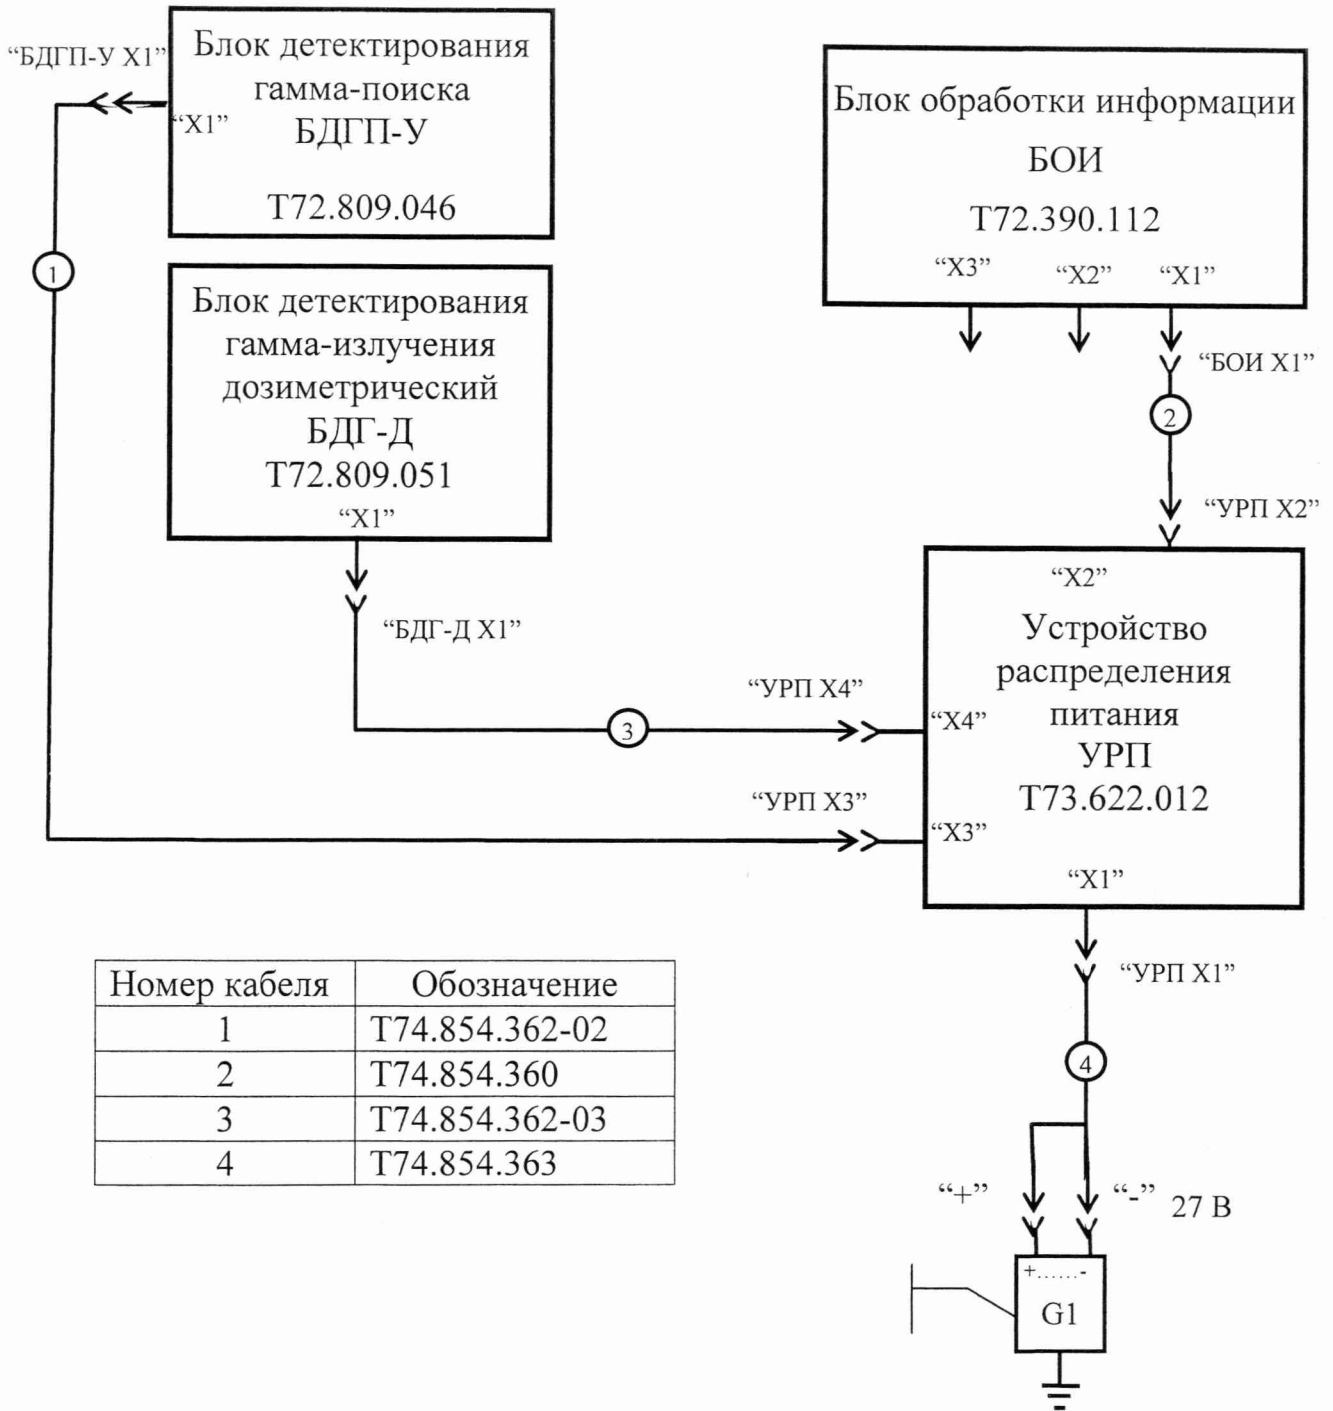 “БДГП-У X1”
Блок детектирования
гамма-поиска
БДГП-У
“X1”
Т72.809.046
Блок обработки информации
БОИ
Т72.390.112
“X3” “X2” “X1”
“БОИ X1”
2
“УРП X2”
1
Блок детектирования
гамма-излучения
дозиметрический
БДГ-Д
Т72.809.051
“X1”
“БДГ-Д X1”
“X2”
Устройство
распределения
питания
УРП
Т73.622.012
“УРП X4”
“X4”
3
“УРП X3”
“X3”
“X1”
“УРП X1”
4
Номер кабеля Обозначение
1 Т74.854.362-02
2 Т74.854.360
3 Т74.854.362-03
4 Т74.854.363
“+” “-” 27 В
+......-
G1